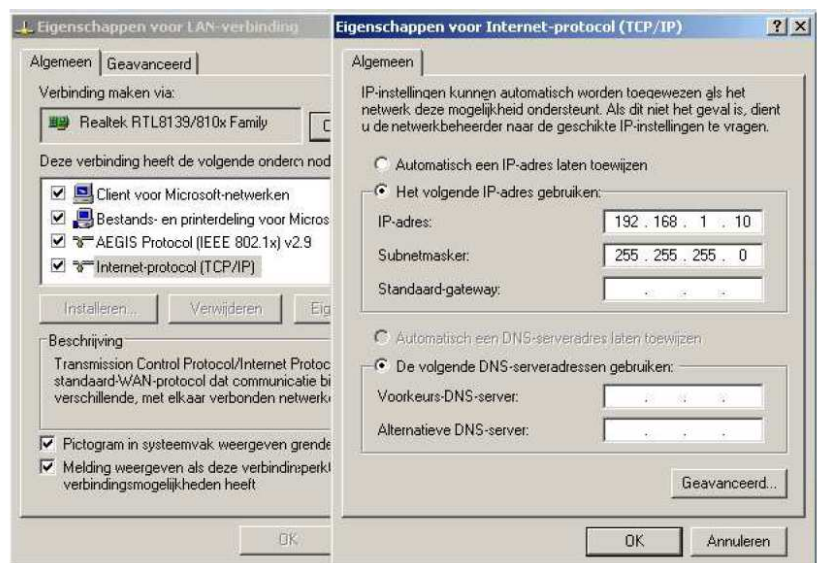 Eigenschappen voor LAN-verbinding
Algemeen
Geavanceerd
Verbinding maken via:
Realtek RTL8139/810x Family
Deze verbinding heeft de volgende onderdn nod
Client voor Microsoft-netwerken
Bestands- en printerdeling voor Micros
AEGIS Protocol (IEEE 802.1x) v2.9
Internet-protocol (TCP/IP)
Installeren...
Verwijderen
Eig
Beschrijving
Transmission Control Protocol/Internet Protoc
standaard-WAN-protocol dat communicatie bi
verschillende, met elkaar verbonden netwerk
Pictogram in systeemvak weergeven grende
Melding weergeven als deze verbindin
verbindingsmogelijkheden heeft
OK
Eigenschappen voor Internet-protocol (TCP/IP)
Algemeen
IP-instellingen kunnen automatisch worden toegewezen als het
netwerk deze mogelijkheid ondersteunt. Als dit niet het geval is, dient
u de netwerkbeheerder naar de geschikte IP-instellingen te vragen.
Automatisch een IP-adres laten toewijzen
Het volgende IP-adres gebruiken:
IP-adres: 192 . 168 . 1 . 10
Subnetmasker: 255 . 255 . 255 . 0
Standaard-gateway: . . .
Automatisch een DNS-serveradres laten toewijzen
De volgende DNS-serveradressen gebruiken:
Voorkeurs-DNS-server: . . .
Alternatieve DNS-server: . . .
Geavanceerd...
OK
Annuleren